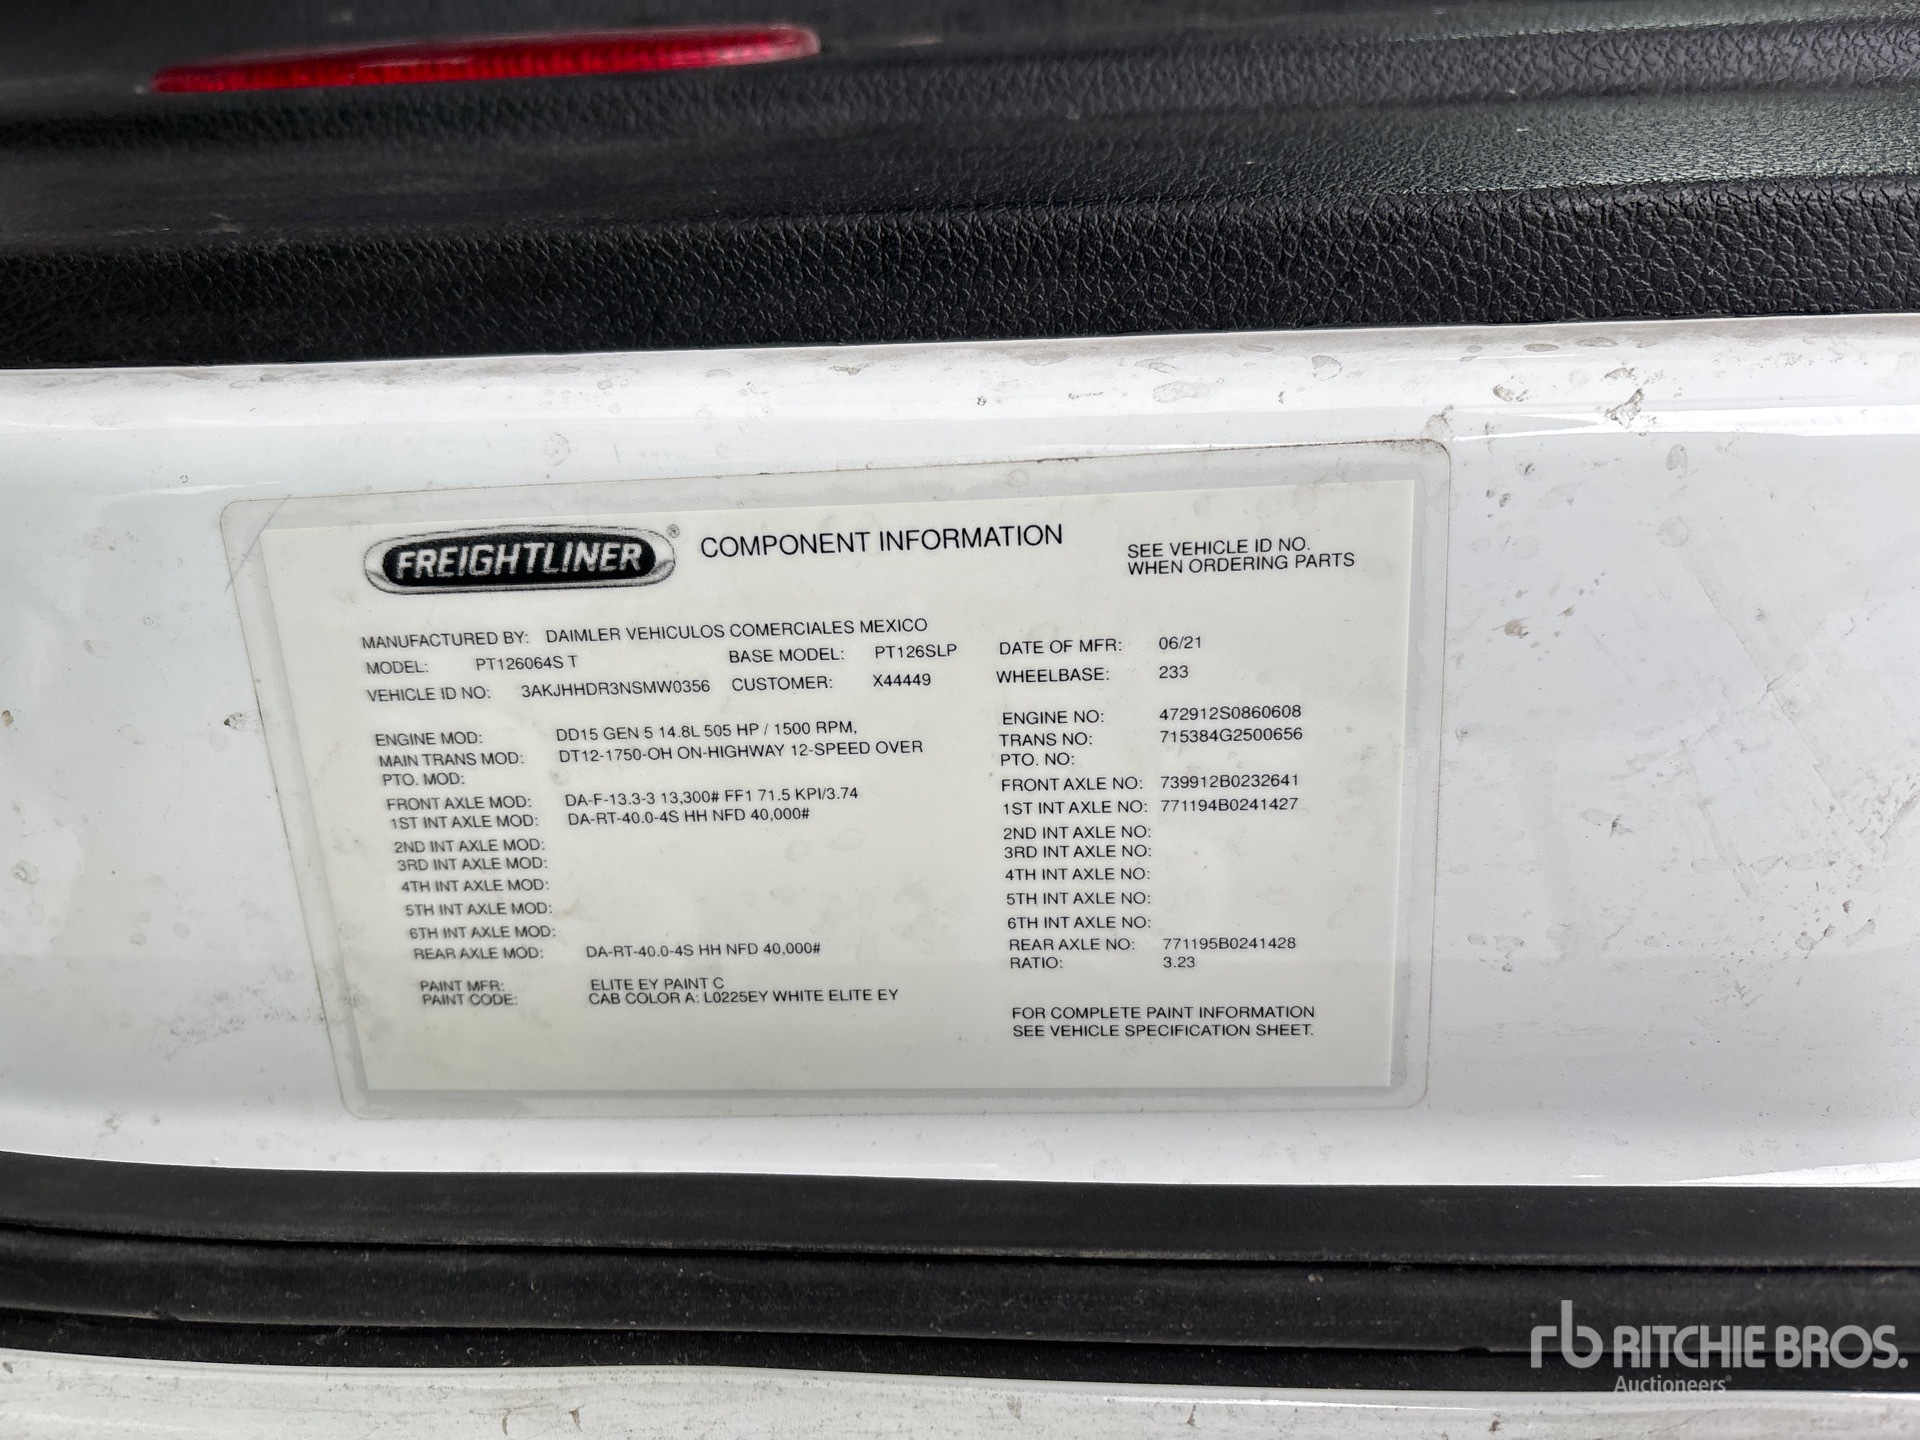 FREIGHTLINER® COMPONENT INFORMATION
SEE VEHICLE ID NO.
WHEN ORDERING PARTS
MANUFACTURED BY: DAIMLER VEHICULOS COMERCIALES MEXICO
MODEL: PT126064S T BASE MODEL: PT126SLP DATE OF MFR: 06/21
VEHICLE ID NO: 3AKJHHDR3NSMW0356 CUSTOMER: X44449 WHEELBASE: 233
ENGINE MOD: DD15 GEN 5 14.8L 505 HP / 1500 RPM, ENGINE NO: 472912S0860608
MAIN TRANS MOD: DT12-1750-OH ON-HIGHWAY 12-SPEED OVER TRANS NO: 715384G2500656
PTO. MOD: PTO. NO:
FRONT AXLE MOD: DA-F-13.3-3 13,300# FF1 71.5 KPI/3.74 FRONT AXLE NO: 739912B0232641
1ST INT AXLE MOD: DA-RT-40.0-4S HH NFD 40,000# 1ST INT AXLE NO: 771194B0241427
2ND INT AXLE MOD: 2ND INT AXLE NO:
3RD INT AXLE MOD: 3RD INT AXLE NO:
4TH INT AXLE MOD: 4TH INT AXLE NO:
5TH INT AXLE MOD: 5TH INT AXLE NO:
6TH INT AXLE MOD: 6TH INT AXLE NO:
REAR AXLE MOD: DA-RT-40.0-4S HH NFD 40,000# REAR AXLE NO: 771195B0241428
RATIO: 3.23
PAINT MFR: ELITE EY PAINT C
PAINT CODE: CAB COLOR A: L0225EY WHITE ELITE EY
FOR COMPLETE PAINT INFORMATION
SEE VEHICLE SPECIFICATION SHEET.
rb RITCHIE BROS.
Auctioneers®